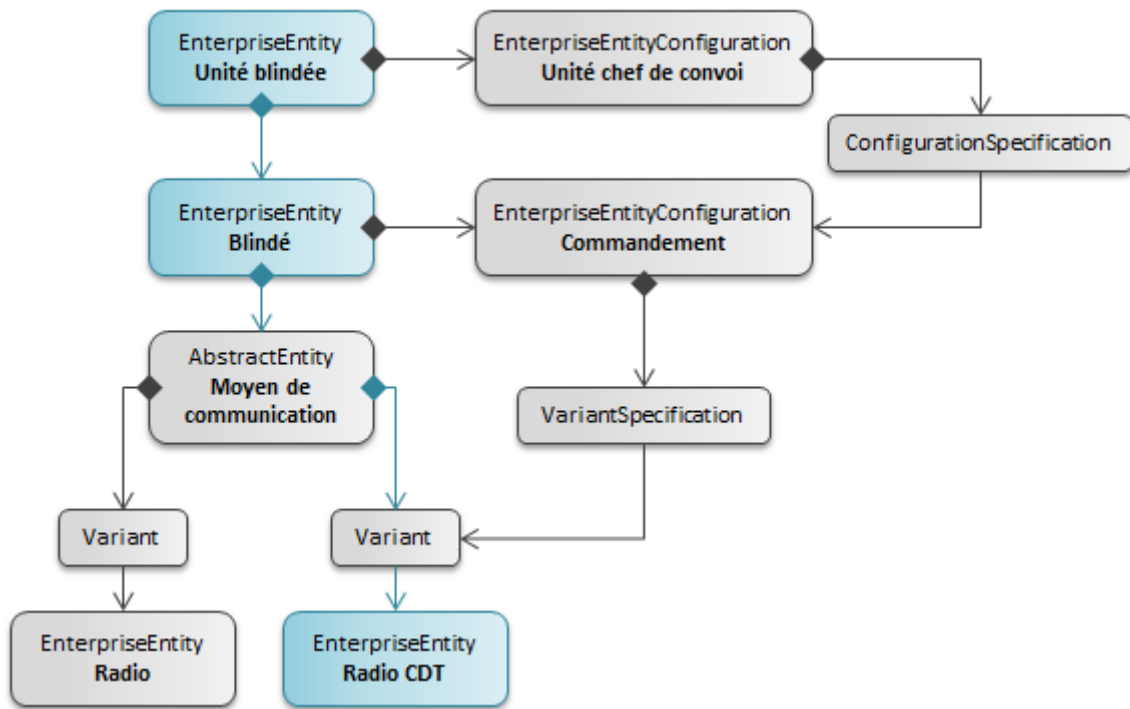 EnterpriseEntity
Unité blindée
EnterpriseEntityConfiguration
Unité chef de convoi
ConfigurationSpecification
EnterpriseEntity
Blindé
EnterpriseEntityConfiguration
Commandement
AbstractEntity
Moyen de
communication
VariantSpecification
Variant
Variant
EnterpriseEntity
Radio
EnterpriseEntity
Radio CDT